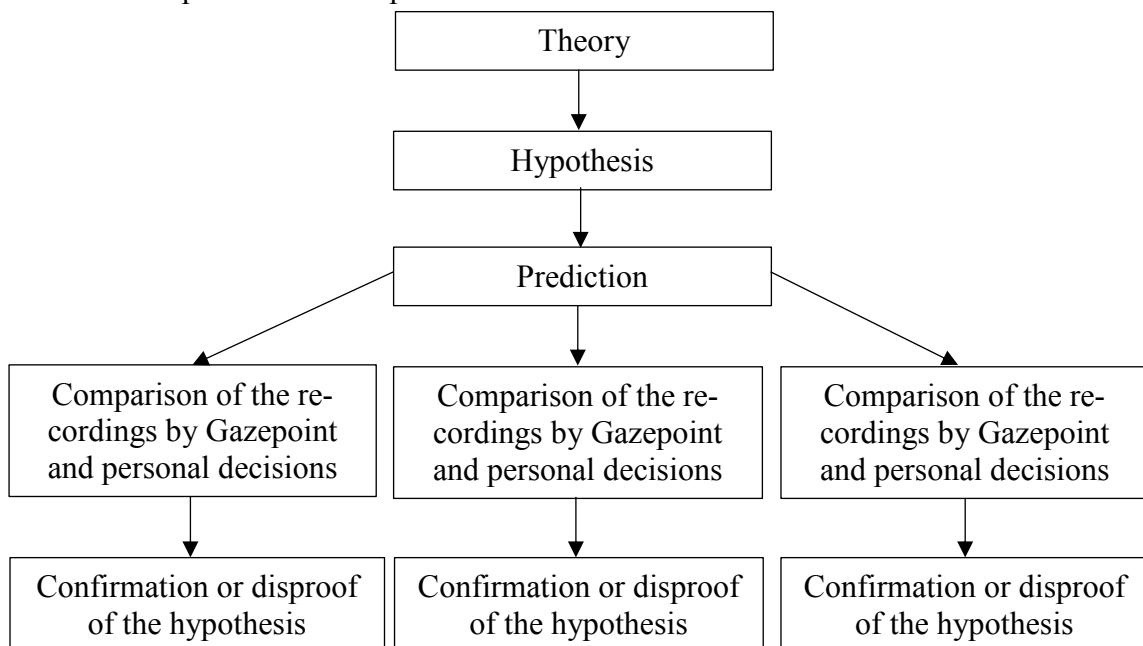 Theory
Hypothesis
Prediction
Comparison of the re-
cordings by Gazepoint
and personal decisions
Comparison of the re-
cordings by Gazepoint
and personal decisions
Comparison of the re-
cordings by Gazepoint
and personal decisions
Confirmation or disproof
of the hypothesis
Confirmation or disproof
of the hypothesis
Confirmation or disproof
of the hypothesis